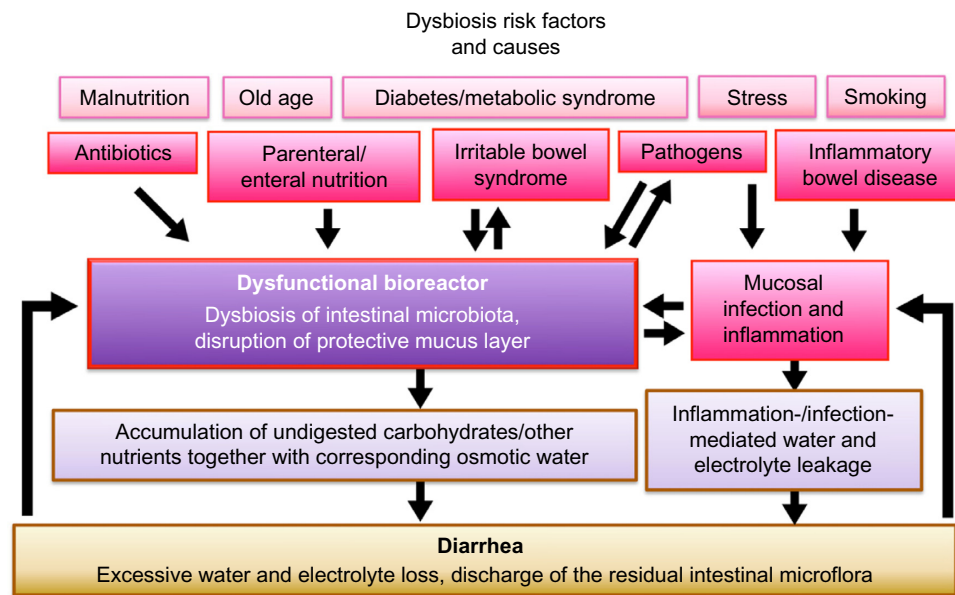 Dysbiosis risk factors
and causes
Malnutrition
Old age
Diabetes/metabolic syndrome
Stress
Smoking
Antibiotics
Parenteral/
enteral nutrition
Irritable bowel
syndrome
Pathogens
Inflammatory
bowel disease
Dysfunctional bioreactor
Dysbiosis of intestinal microbiota,
disruption of protective mucus layer
Mucosal
infection and
inflammation
Accumulation of undigested carbohydrates/other
nutrients together with corresponding osmotic water
Inflammation-/infection-
mediated water and
electrolyte leakage
Diarrhea
Excessive water and electrolyte loss, discharge of the residual intestinal microflora